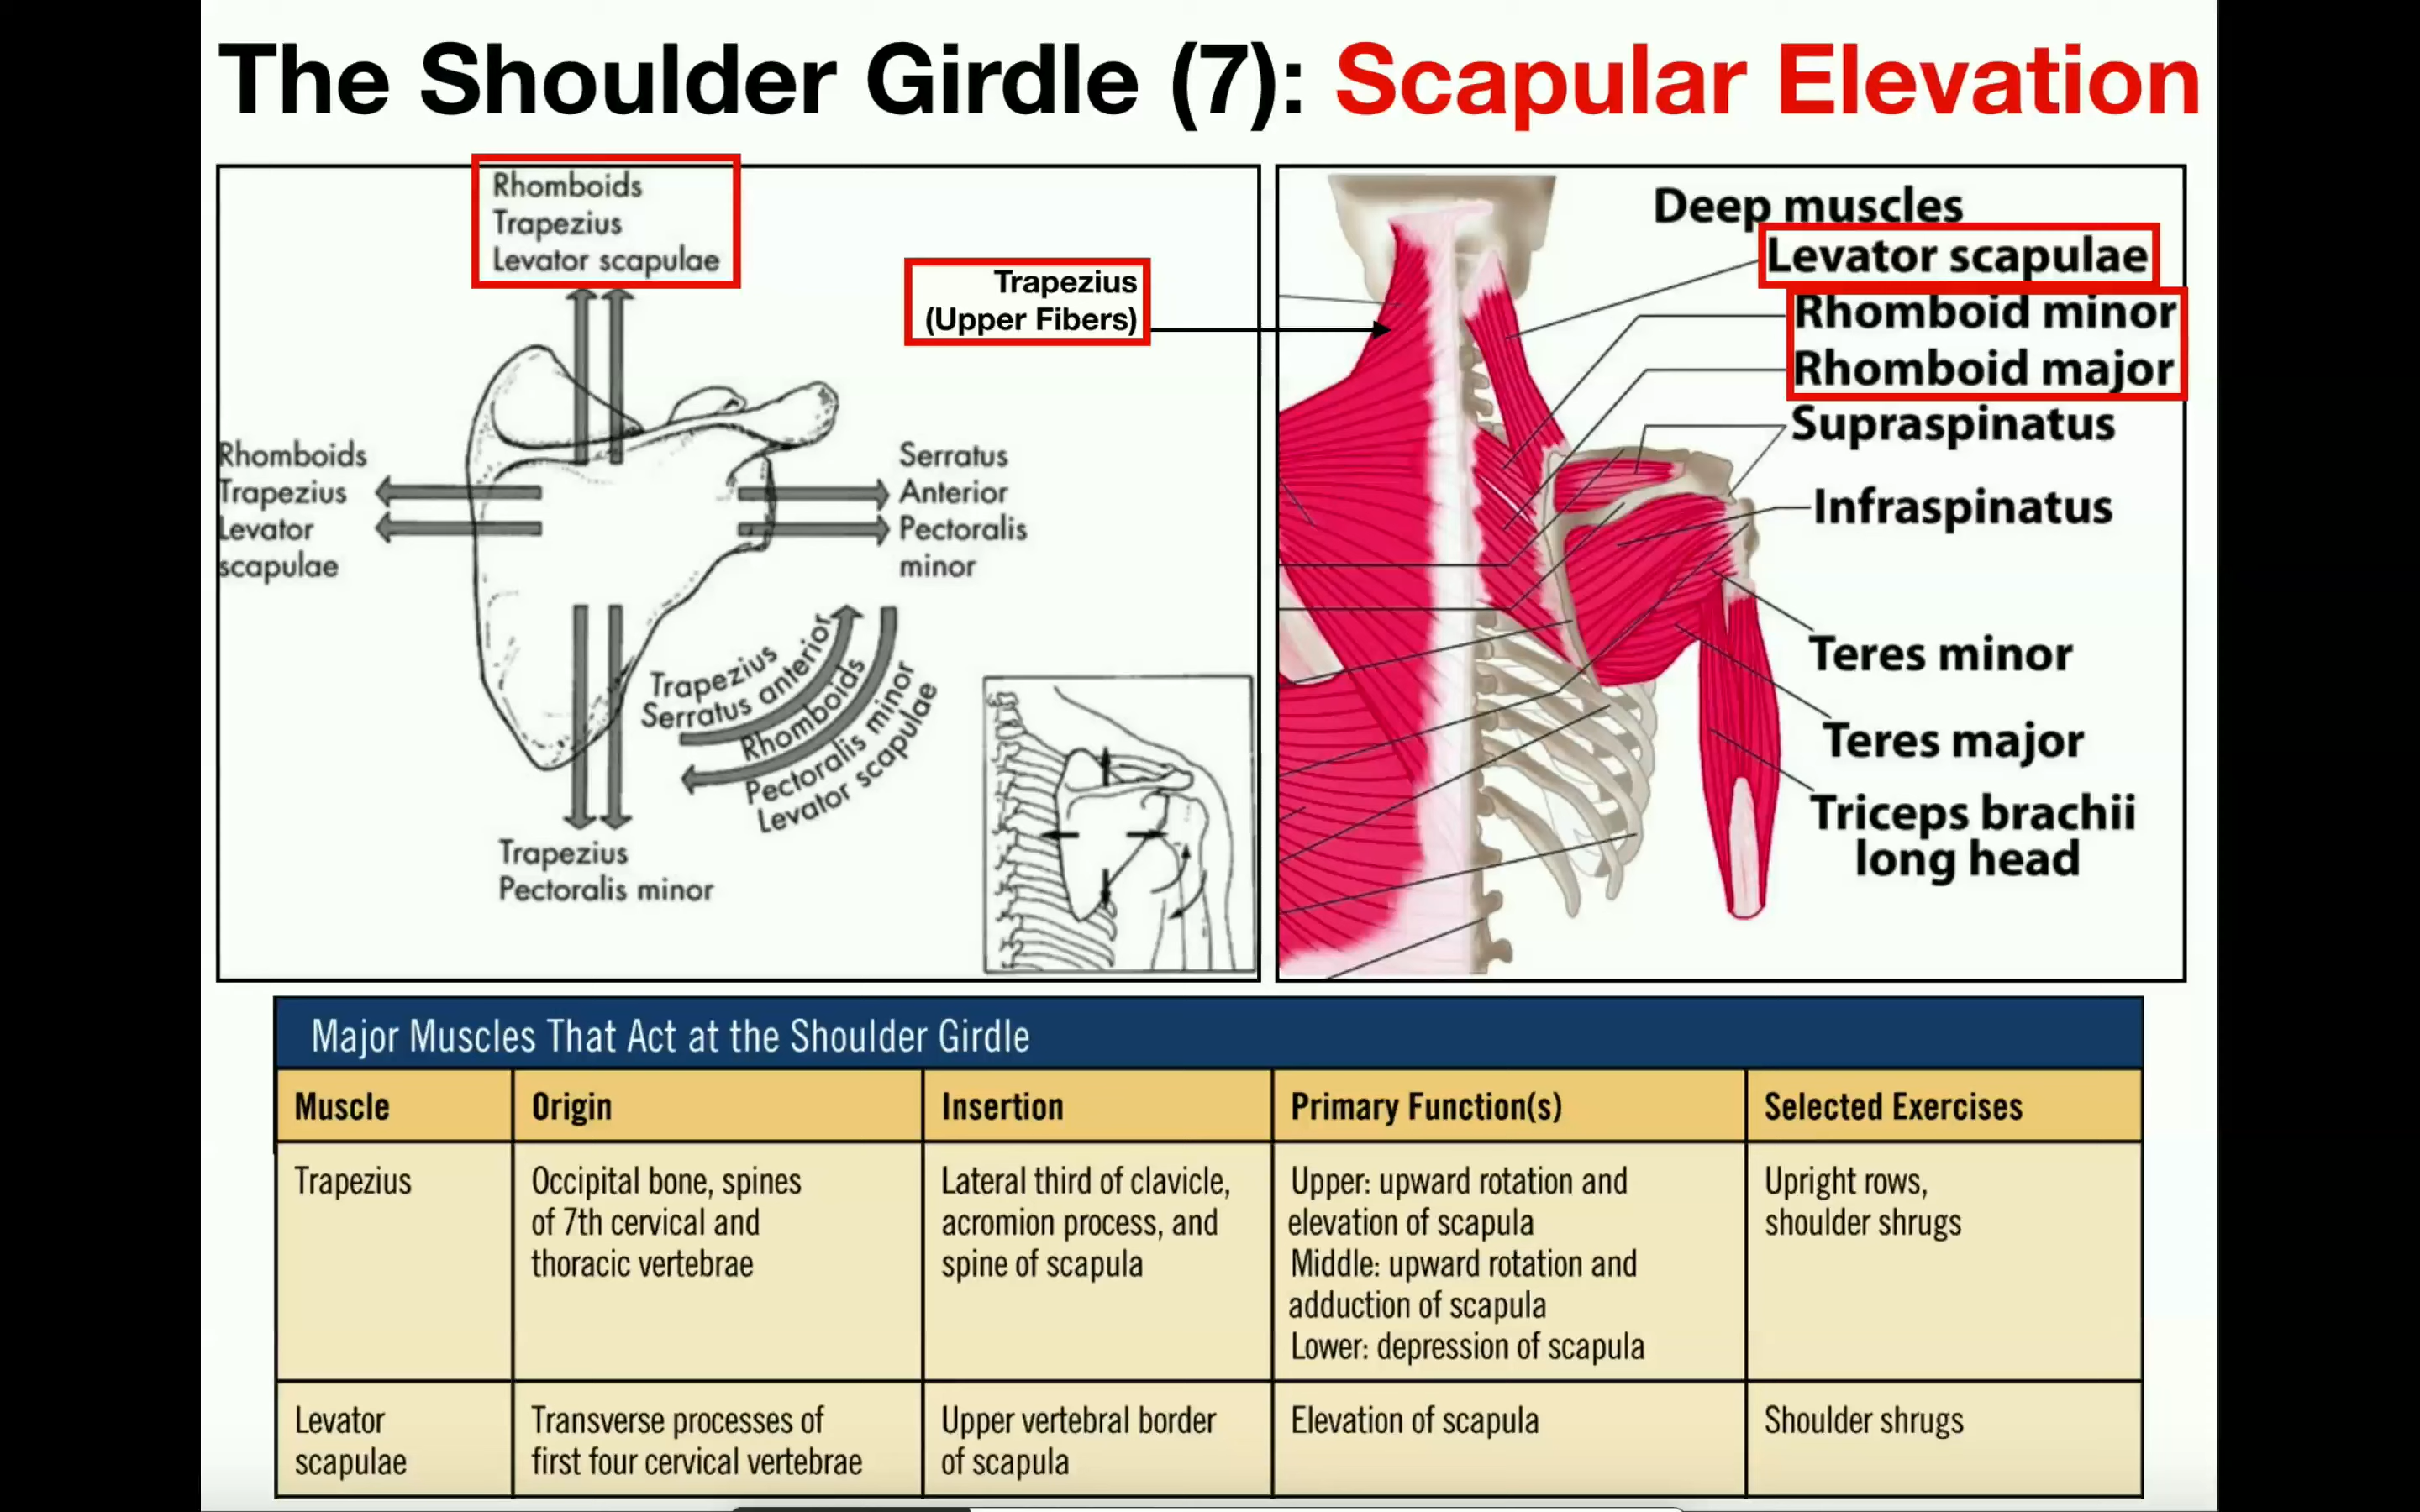 The Shoulder Girdle (7): Scapular Elevation
Rhomboids
Trapezius
Levator scapulae
Rhomboids
Trapezius
Levator
scapulae
Serratus
Anterior
Pectoralis
minor
Trapezius
Serratus anterior
Rhomboids
Pectoralis minor
Levator scapulae
Trapezius
Pectoralis minor
Trapezius
(Upper Fibers)
Deep muscles
Levator scapulae
Rhomboid minor
Rhomboid major
Supraspinatus
Infraspinatus
Teres minor
Teres major
Triceps brachii
long head
Major Muscles That Act at the Shoulder Girdle
Muscle Origin Insertion Primary Function(s) Selected Exercises
Trapezius
Occipital bone, spines
of 7th cervical and
thoracic vertebrae
Lateral third of clavicle,
acromion process, and
spine of scapula
Upper: upward rotation and
elevation of scapula
Middle: upward rotation and
adduction of scapula
Lower: depression of scapula
Upright rows,
shoulder shrugs
Levator
scapulae
Transverse processes of
first four cervical vertebrae
Upper vertebral border
of scapula
Elevation of scapula
Shoulder shrugs